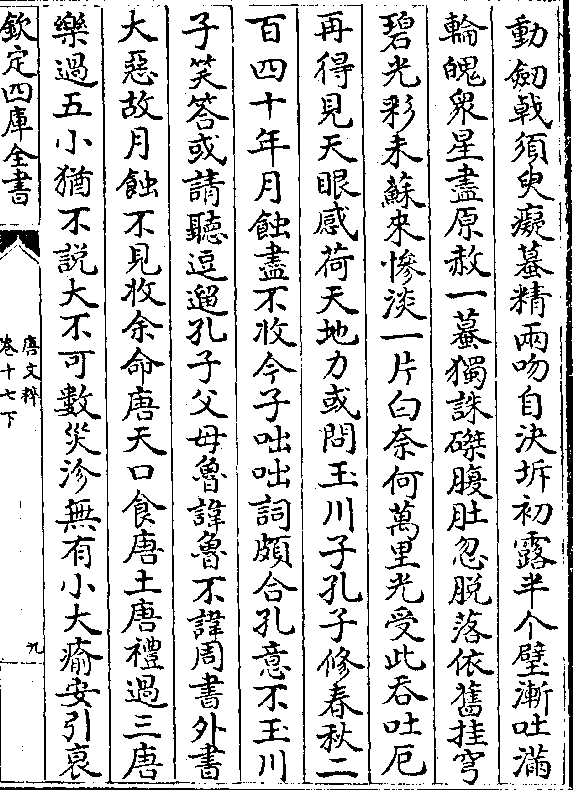 動劒㦸須臾癡蟇精兩吻自決坼初露半个璧漸吐滿
輪魄衆星盡原赦一蟇獨誅磔腹肚忽脫落依舊挂穹
碧光彩未蘇來慘淡一片白奈何萬里光受此吞吐厄
再得見天眼感荷天地力或問玉川子孔子修春秋二
百四十年月蝕盡不收今子咄咄詞頗合孔意不玉川
子笑答或請聽逗遛孔子父母魯諱魯不諱周書外書
大惡故月蝕不見收余命唐天口食唐土唐禮過三唐
樂過五小猶不説大不可數災沴無有小大瘉安引衰
欽定四庫全書
唐文粹
卷十七下
九